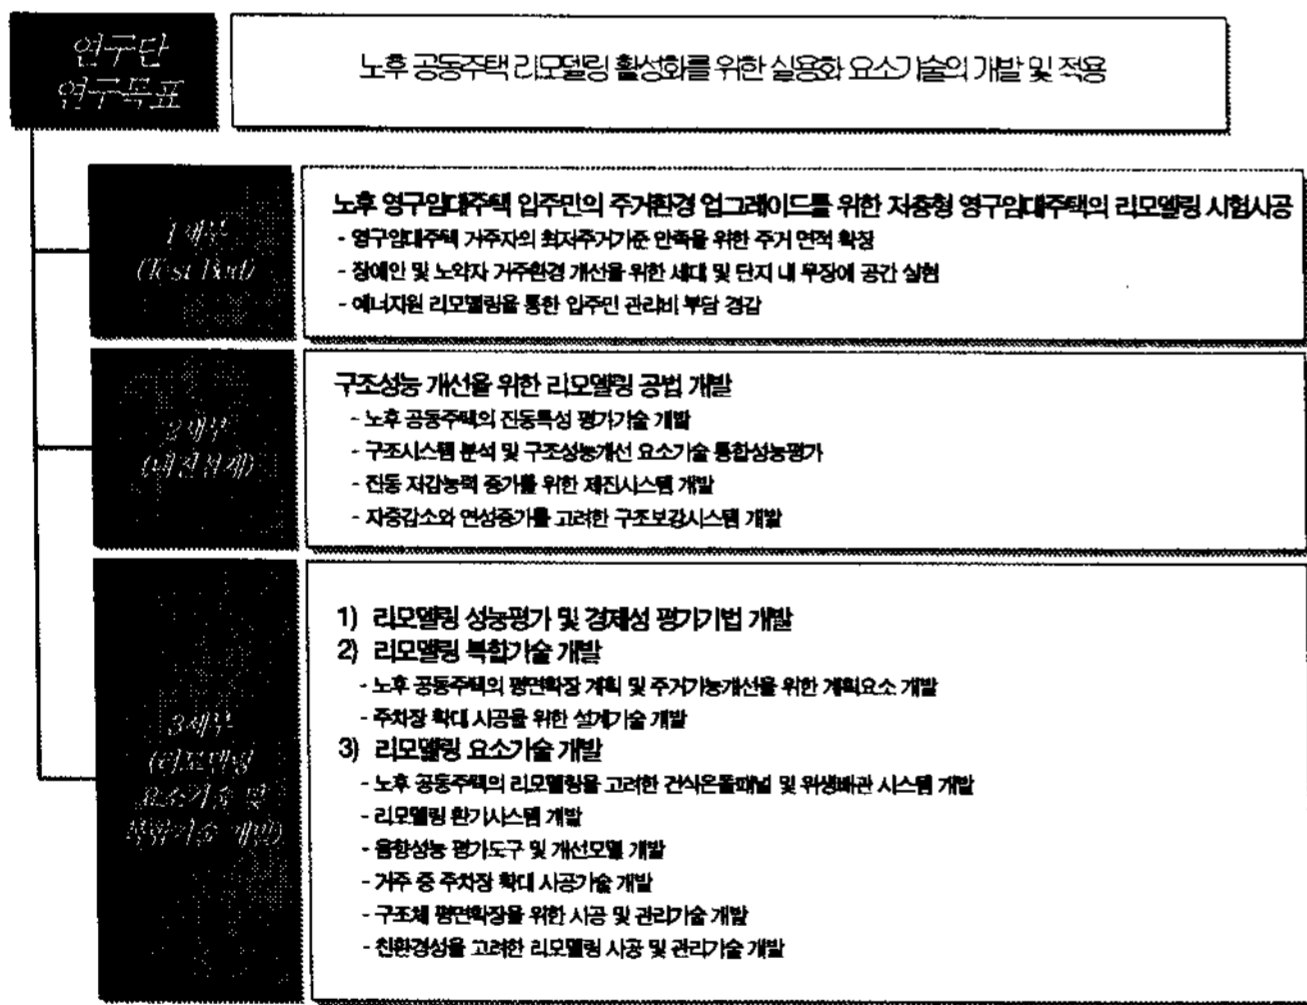 연구단
연구목표
노후 공동주택 리모델링 활성화를 위한 실용화 요소기술의 개발 및 적용
1세부
(Test Bed)
노후 영구임대주택 입주민의 주거환경 업그레이드를 위한 저층형 영구임대주택의 리모델링 시험시공
- 영구임대주택 거주자의 최저주거기준 만족을 위한 주거 면적 확장
- 장애인 및 노약자 거주환경 개선을 위한 세대 및 단지 내 무장애 공간 실현
- 에너지원 리모델링을 통한 입주민 관리비 부담 경감
2세부
(내진설계)
구조성능 개선을 위한 리모델링 공법 개발
- 노후 공동주택의 진동특성 평가기술 개발
- 구조시스템 분석 및 구조성능개선 요소기술 통합성능평가
- 진동 저감능력 증가를 위한 제진시스템 개발
- 자중감소와 연성증가를 고려한 구조보강시스템 개발
3세부
(리모델링
요소기술 및
복합기술 개발)
1) 리모델링 성능평가 및 경제성 평가기법 개발
2) 리모델링 복합기술 개발
- 노후 공동주택의 평면확장 계획 및 주거기능개선을 위한 계획요소 개발
- 주차장 확대 시공을 위한 설계기술 개발
3) 리모델링 요소기술 개발
- 노후 공동주택의 리모델링을 고려한 건식온돌패널 및 위생배관 시스템 개발
- 리모델링 환기시스템 개발
- 음향성능 평가도구 및 개선모델 개발
- 거주 중 주차장 확대 시공기술 개발
- 구조체 평면확장을 위한 시공 및 관리기술 개발
- 친환경성을 고려한 리모델링 시공 및 관리기술 개발